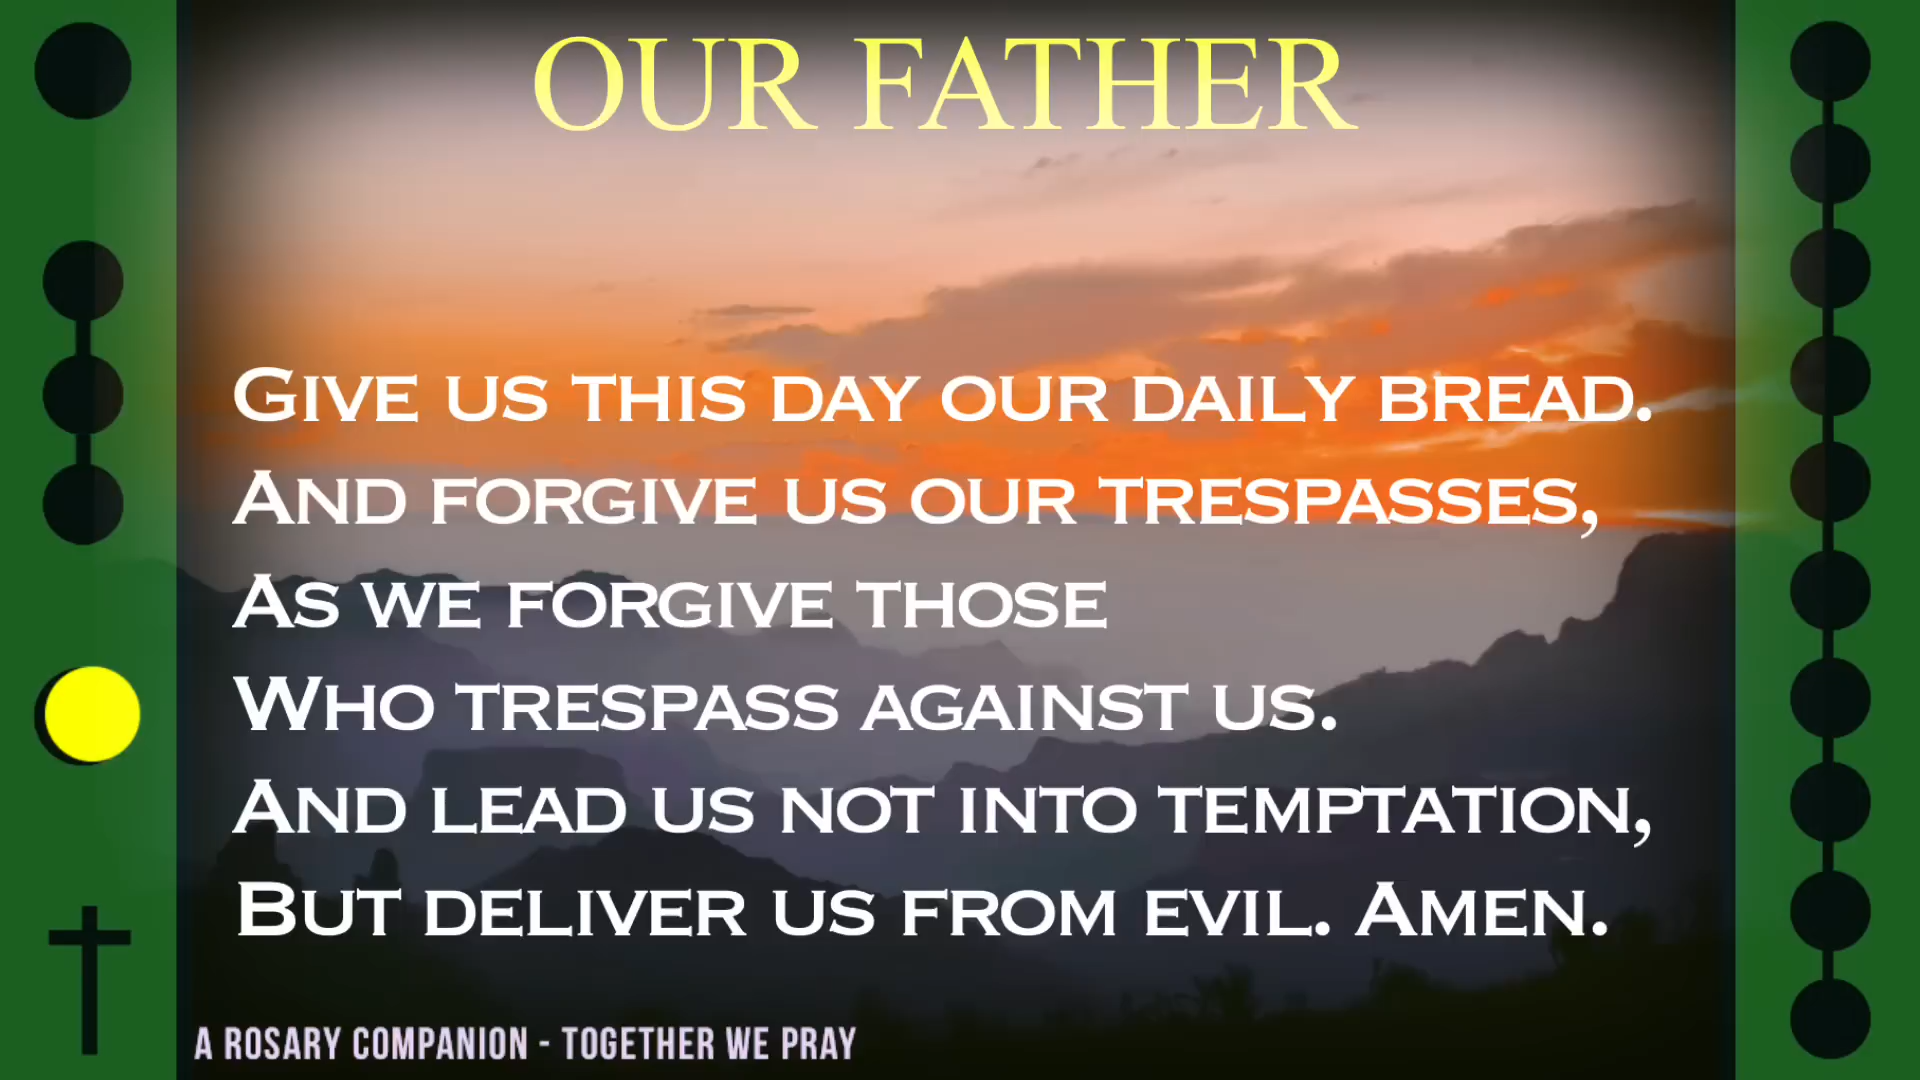 OUR FATHER
GIVE US THIS DAY OUR DAILY BREAD.
AND FORGIVE US OUR TRESPASSES,
AS WE FORGIVE THOSE
WHO TRESPASS AGAINST US.
AND LEAD US NOT INTO TEMPTATION,
BUT DELIVER US FROM EVIL. AMEN.
A ROSARY COMPANION - TOGETHER WE PRAY